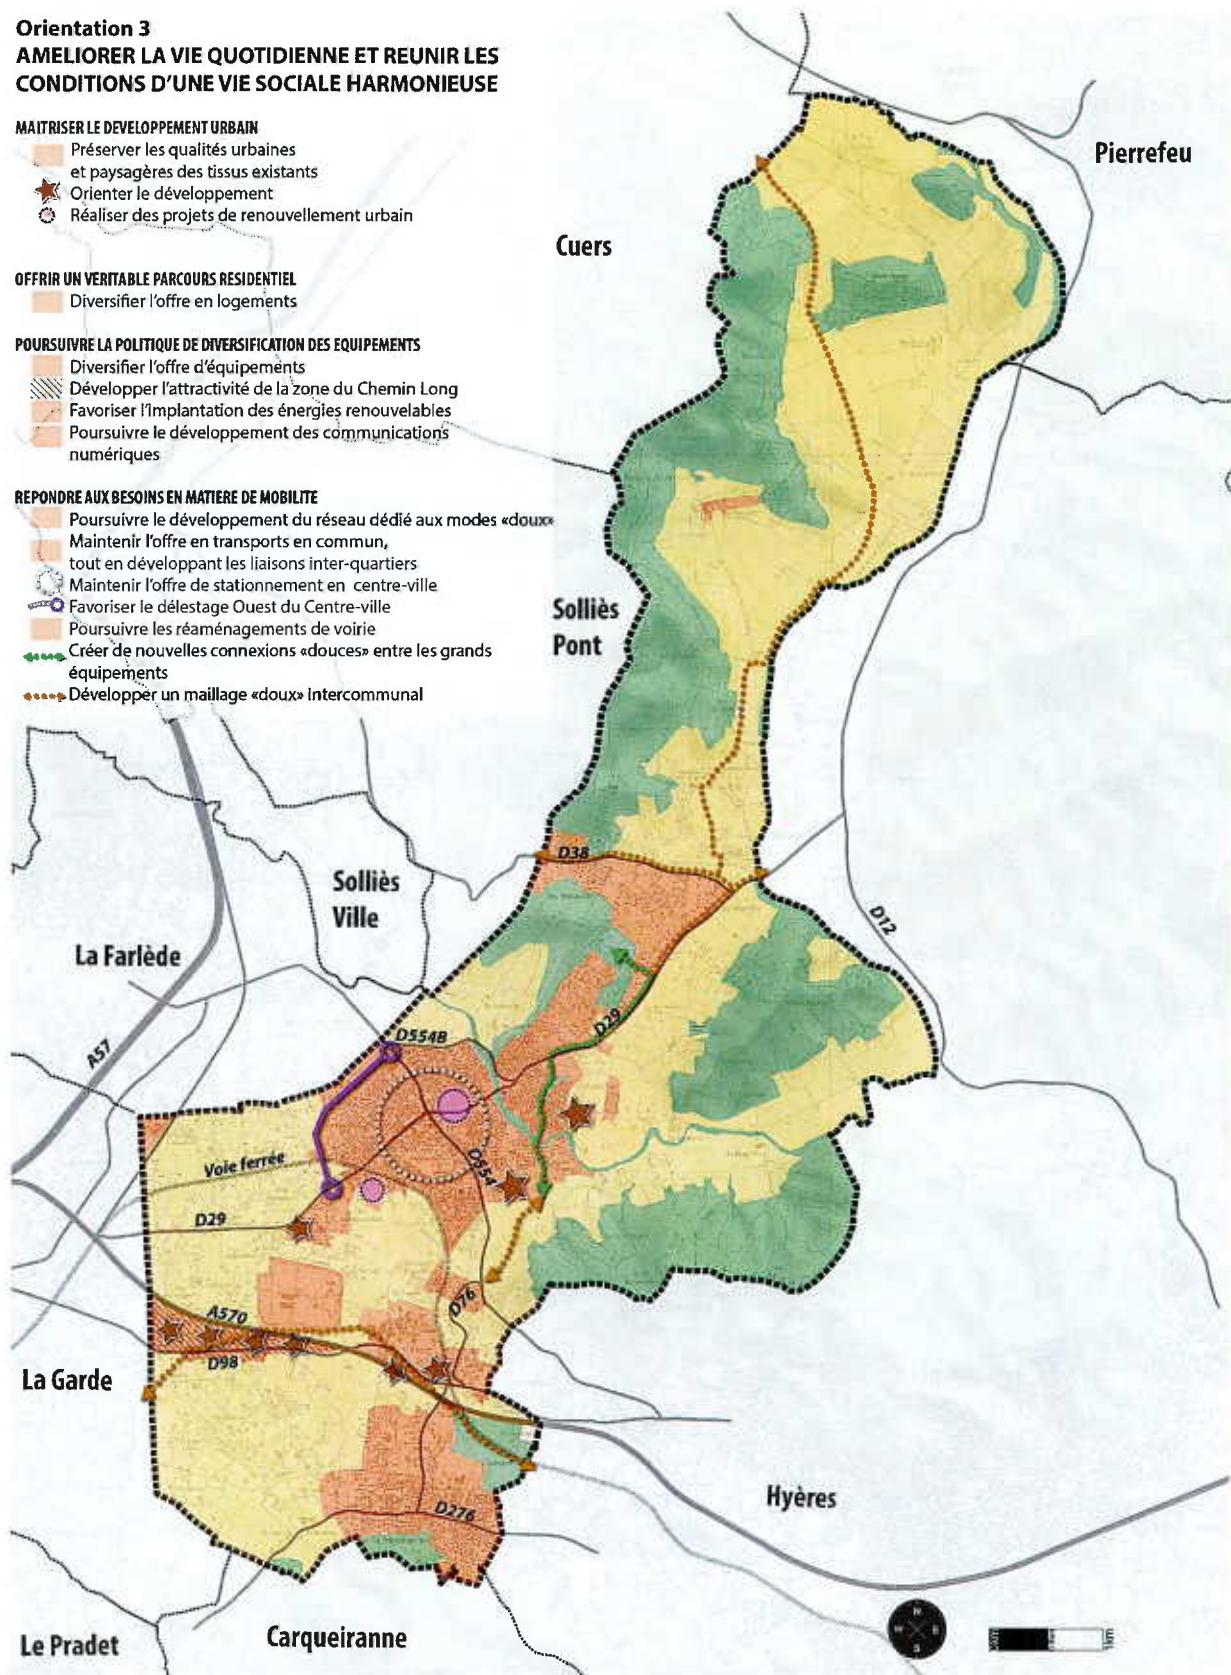 Orientation 3
AMELIORER LA VIE QUOTIDIENNE ET REUNIR LES
CONDITIONS D'UNE VIE SOCIALE HARMONIEUSE
MAITRISER LE DEVELOPPEMENT URBAIN
Préserver les qualités urbaines
et paysagères des tissus existants
Orienter le développement
Réaliser des projets de renouvellement urbain
OFFRIR UN VERITABLE PARCOURS RESIDENTIEL
Diversifier l'offre en logements
POURSUIVRE LA POLITIQUE DE DIVERSIFICATION DES EQUIPEMENTS
Diversifier l'offre d'équipements
Développer l'attractivité de la zone du Chemin Long
Favoriser l'implantation des énergies renouvelables
Poursuivre le développement des communications
numériques
REPONDRE AUX BESOINS EN MATIERE DE MOBILITE
Poursuivre le développement du réseau dédié aux modes «doux»
Maintenir l'offre en transports en commun,
tout en développant les liaisons inter-quartiers
Maintenir l'offre de stationnement en centre-ville
Favoriser le délestage Ouest du Centre-ville
Poursuivre les réaménagements de voirie
Créer de nouvelles connexions «douces» entre les grands
équipements
Développer un maillage «doux» intercommunal
Pierrefeu
Cuers
Solliès
Pont
D38
Solliès
Ville
D12
La Farlède
D29
D554B
A57
Voie ferrée
D554
D29
D76
A570
D98
La Garde
Hyères
D276
Carqueiranne
Le Pradet
N
S
1km